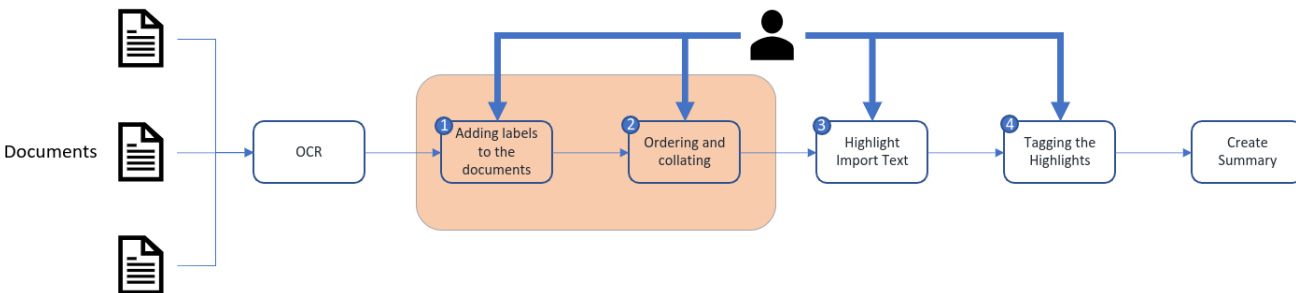 Documents
OCR
1
Adding labels
to the
documents
2
Ordering and
collating
3
Highlight
Import Text
4
Tagging the
Highlights
Create
Summary